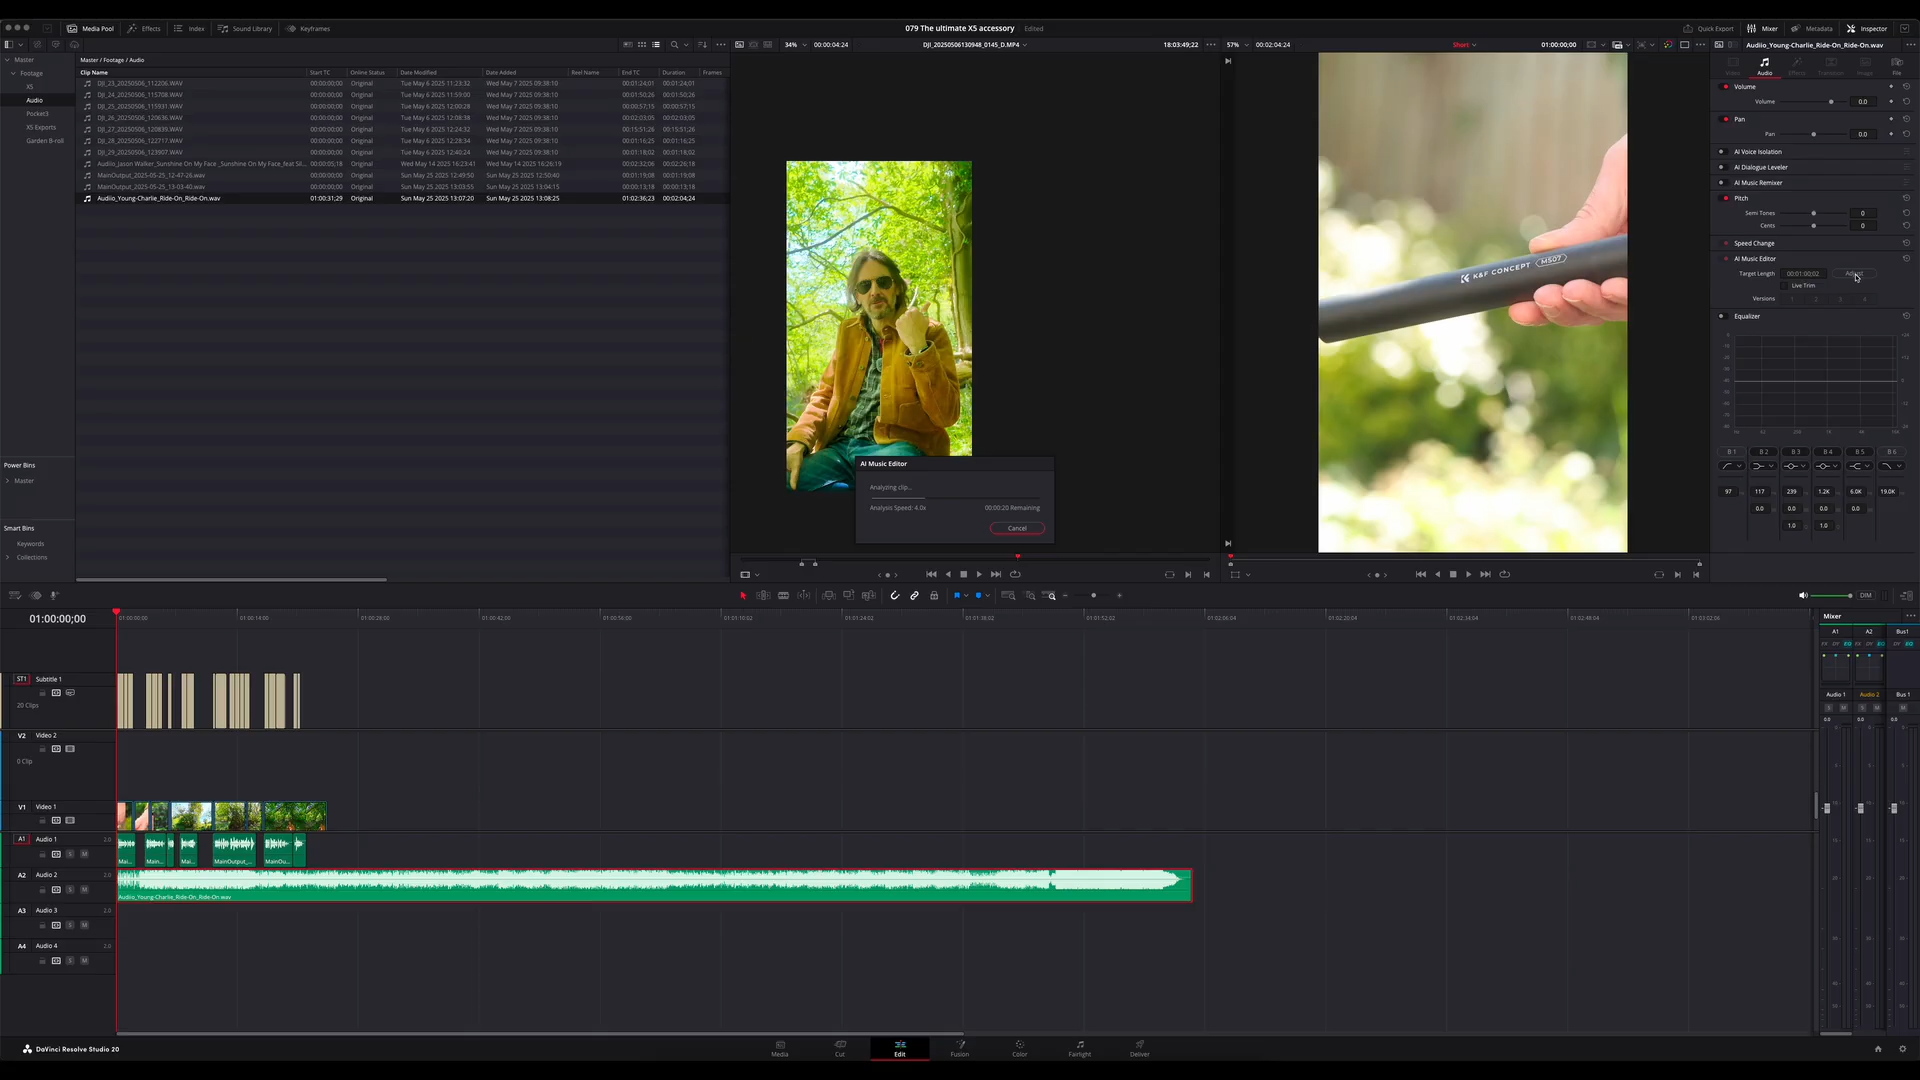 Media Pool
Effects
Index
Sound Library
Keyframes
079 The ultimate X5 accessory
Edited
Quick Export
Mixer
Metadata
Inspector
34%
00:00:04:24
DJI_20250506130948_0145_D.MP4
18:03:49;22
57%
00:02:04:24
Short
01:00:00;00
Audiio_Young-Charlie_Ride-On_Ride-On.wav
Master
Footage
X5
Audio
Pocket3
X5 Exports
Garden B-roll
Power Bins
Master
Smart Bins
Keywords
Collections
Master / Footage / Audio
Clip Name Start TC Online Status Date Modified Date Added Reel Name End TC Duration Frames
DJI_23_20250506_112206.WAV 00:00:00;00 Original Tue May 6 2025 11:23:32 Wed May 7 2025 09:38:10 00:01:24;01 00:01:24;01
DJI_24_20250506_115708.WAV 00:00:00;00 Original Tue May 6 2025 11:59:00 Wed May 7 2025 09:38:10 00:01:50;26 00:01:50;26
DJI_25_20250506_115931.WAV 00:00:00;00 Original Tue May 6 2025 12:00:28 Wed May 7 2025 09:38:10 00:00:57;15 00:00:57;15
DJI_26_20250506_120636.WAV 00:00:00;00 Original Tue May 6 2025 12:08:38 Wed May 7 2025 09:38:10 00:02:03;05 00:02:03;05
DJI_27_20250506_120839.WAV 00:00:00;00 Original Tue May 6 2025 12:24:32 Wed May 7 2025 09:38:10 00:15:51;26 00:15:51;26
DJI_28_20250506_122717.WAV 00:00:00;00 Original Tue May 6 2025 12:28:34 Wed May 7 2025 09:38:10 00:01:16;25 00:01:16;25
DJI_29_20250506_123907.WAV 00:00:00;00 Original Tue May 6 2025 12:40:24 Wed May 7 2025 09:38:10 00:01:18;02 00:01:18;02
Audiio_Jason Walker_Sunshine On My Face _Sunshine On My Face_feat Sil... 00:00:05;18 Original Wed May 14 2025 16:23:41 Wed May 14 2025 16:26:19 00:02:32;06 00:02:26;18
MainOutput_2025-05-25_12-47-26.wav 00:00:00;00 Original Sun May 25 2025 12:49:50 Sun May 25 2025 12:50:40 00:01:19;08 00:01:19;08
MainOutput_2025-05-25_13-03-40.wav 00:00:00;00 Original Sun May 25 2025 13:03:55 Sun May 25 2025 13:04:15 00:00:13;18 00:00:13;18
Audiio_Young-Charlie_Ride-On_Ride-On.wav 01:00:31;29 Original Sun May 25 2025 13:07:20 Sun May 25 2025 13:08:25 01:02:36;23 00:02:04;24
AI Music Editor
Analyzing clip...
Analysis Speed: 4.0x 00:00:20 Remaining
Cancel
K&F CONCEPT MS07
Video
Audio
Effects
Transition
Image
File
Volume
Volume 0.0
Pan
Pan 0.0
AI Voice Isolation
AI Dialogue Leveler
AI Music Remixer
Pitch
Semi Tones 0
Cents 0
Speed Change
AI Music Editor
Target Length 00:01:00;02 Adjust
Live Trim
Versions 1 2 3 4
Equalizer
B 1 B 2 B 3 B 4 B 5 B 6
97 117 239 1.2K 6.0K 19.0K
0.0 0.0 0.0 0.0
1.0 1.0
DIM
01:00:00;00
01:00:00;00 01:00:14;00 01:00:28;00 01:00:42;00 01:00:56;00 01:01:10;02 01:01:24;02 01:01:38;02 01:01:52;02 01:02:06;04 01:02:20;04 01:02:34;04 01:02:48;04 01:03:02;06
ST1 Subtitle 1
20 Clips
V2 Video 2
0 Clip
V1 Video 1
A1 Audio 1 2.0
S M
Mai... Main... Mai... MainOutput_... MainOu...
A2 Audio 2 2.0
S M
Audiio_Young-Charlie_Ride-On_Ride-On.wav
A3 Audio 3 2.0
S M
A4 Audio 4 2.0
S M
Mixer
A1 A2 Bus1
Audio 1 Audio 2 Bus 1
S M S M M
0.0 0.0 0.0
DaVinci Resolve Studio 20
Media
Cut
Edit
Fusion
Color
Fairlight
Deliver